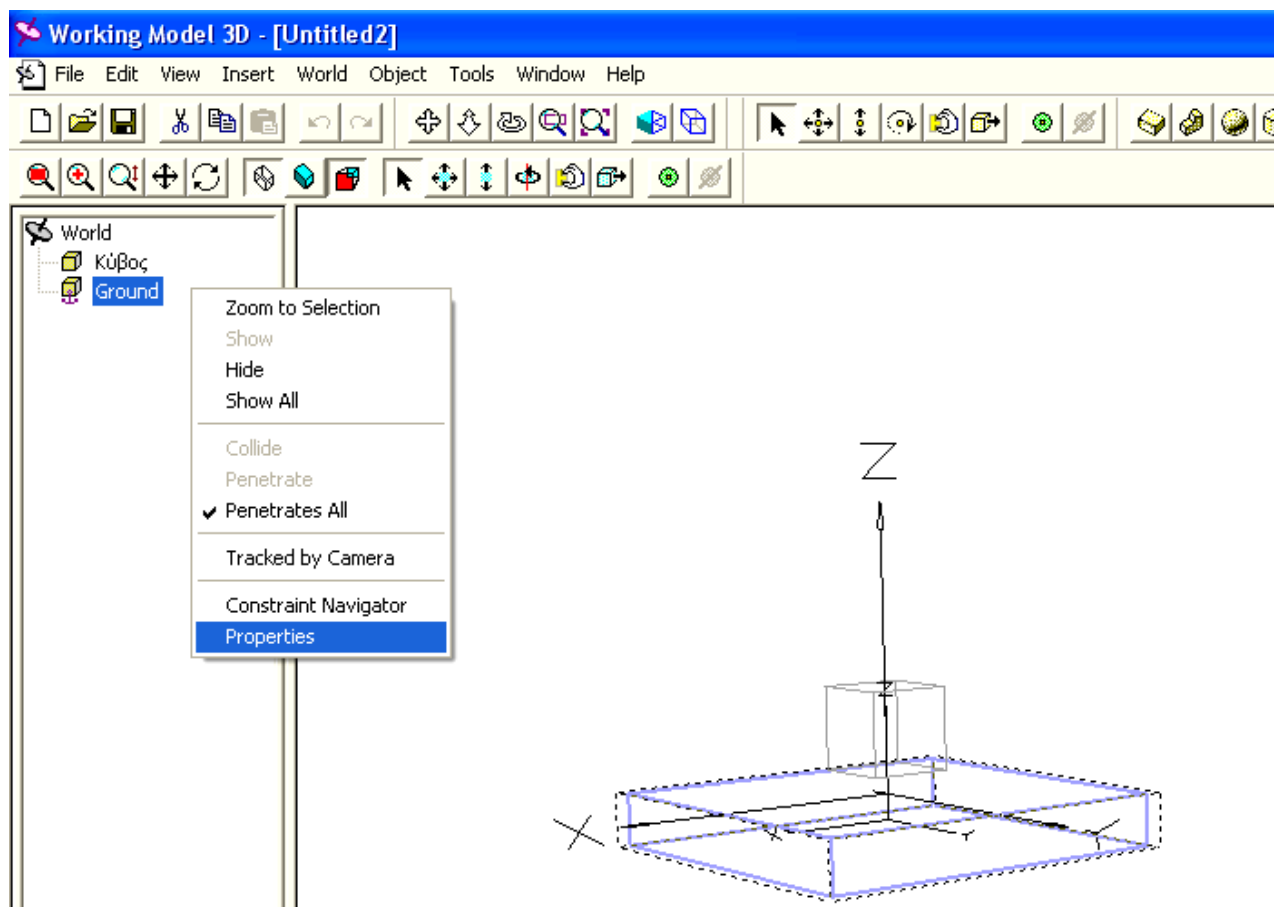 Working Model 3D - [Untitled2]
File Edit View Insert World Object Tools Window Help
World
Κύβος
Ground
Zoom to Selection
Show
Hide
Show All
Collide
Penetrate
Penetrates All
Tracked by Camera
Constraint Navigator
Properties
Z
Z
X
X
Y
Y